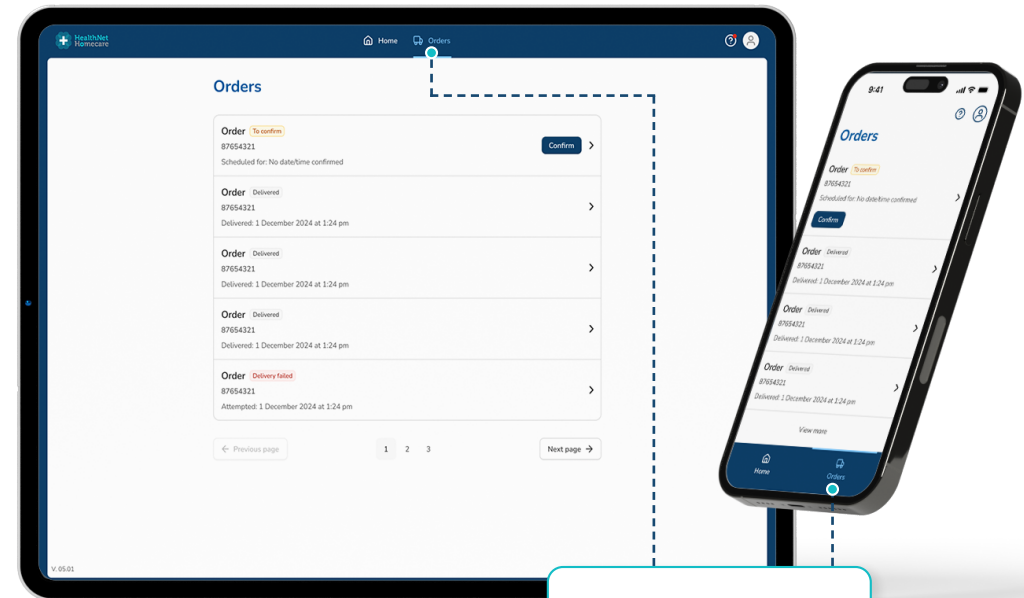 HealthNet
Homecare
Home
Orders
Orders
Order To confirm
87654321
Scheduled for: No date/time confirmed
Confirm
Order Delivered
87654321
Delivered: 1 December 2024 at 1:24 pm
Order Delivered
87654321
Delivered: 1 December 2024 at 1:24 pm
Order Delivered
87654321
Delivered: 1 December 2024 at 1:24 pm
Order Delivery failed
87654321
Attempted: 1 December 2024 at 1:24 pm
Previous page
1 2 3
Next page
V. 05.01
9:41
Orders
Order To confirm
87654321
Scheduled for: No date/time confirmed
Confirm
Order Delivered
87654321
Delivered: 1 December 2024 at 1:24 pm
Order Delivered
87654321
Delivered: 1 December 2024 at 1:24 pm
Order Delivered
87654321
Delivered: 1 December 2024 at 1:24 pm
View more
Home
Orders